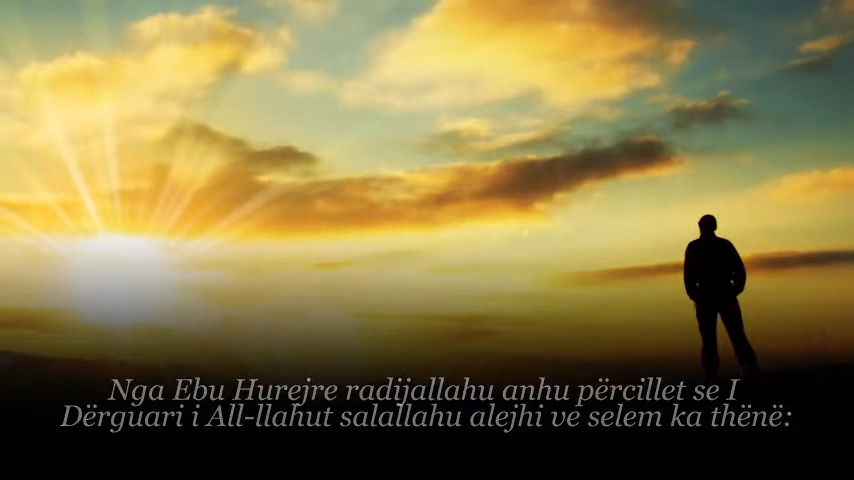 Nga Ebu Hurejre radijallahu anhu përcillet se I
Dërguari i All-llahut salallahu alejhi ve selem ka thënë: